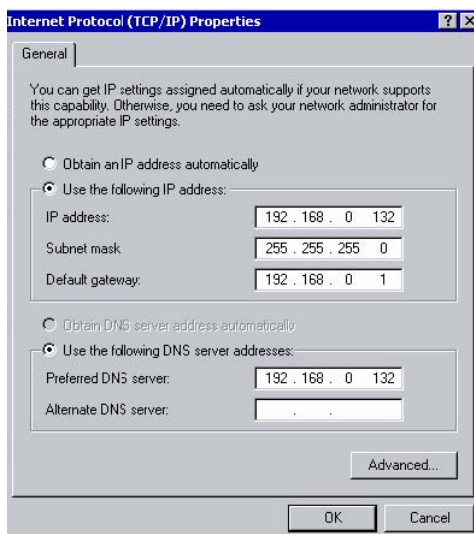 Internet Protocol (TCP/IP) Properties
General
You can get IP settings assigned automatically if your network supports
this capability. Otherwise, you need to ask your network administrator for
the appropriate IP settings.
Obtain an IP address automatically
Use the following IP address:
IP address: 192 . 168 . 0 132
Subnet mask 255 . 255 . 255 0
Default gateway: 192 . 168 . 0 1
Obtain DNS server address automatically
Use the following DNS server addresses:
Preferred DNS server: 192 . 168 . 0 132
Alternate DNS server: . .
Advanced...
OK Cancel